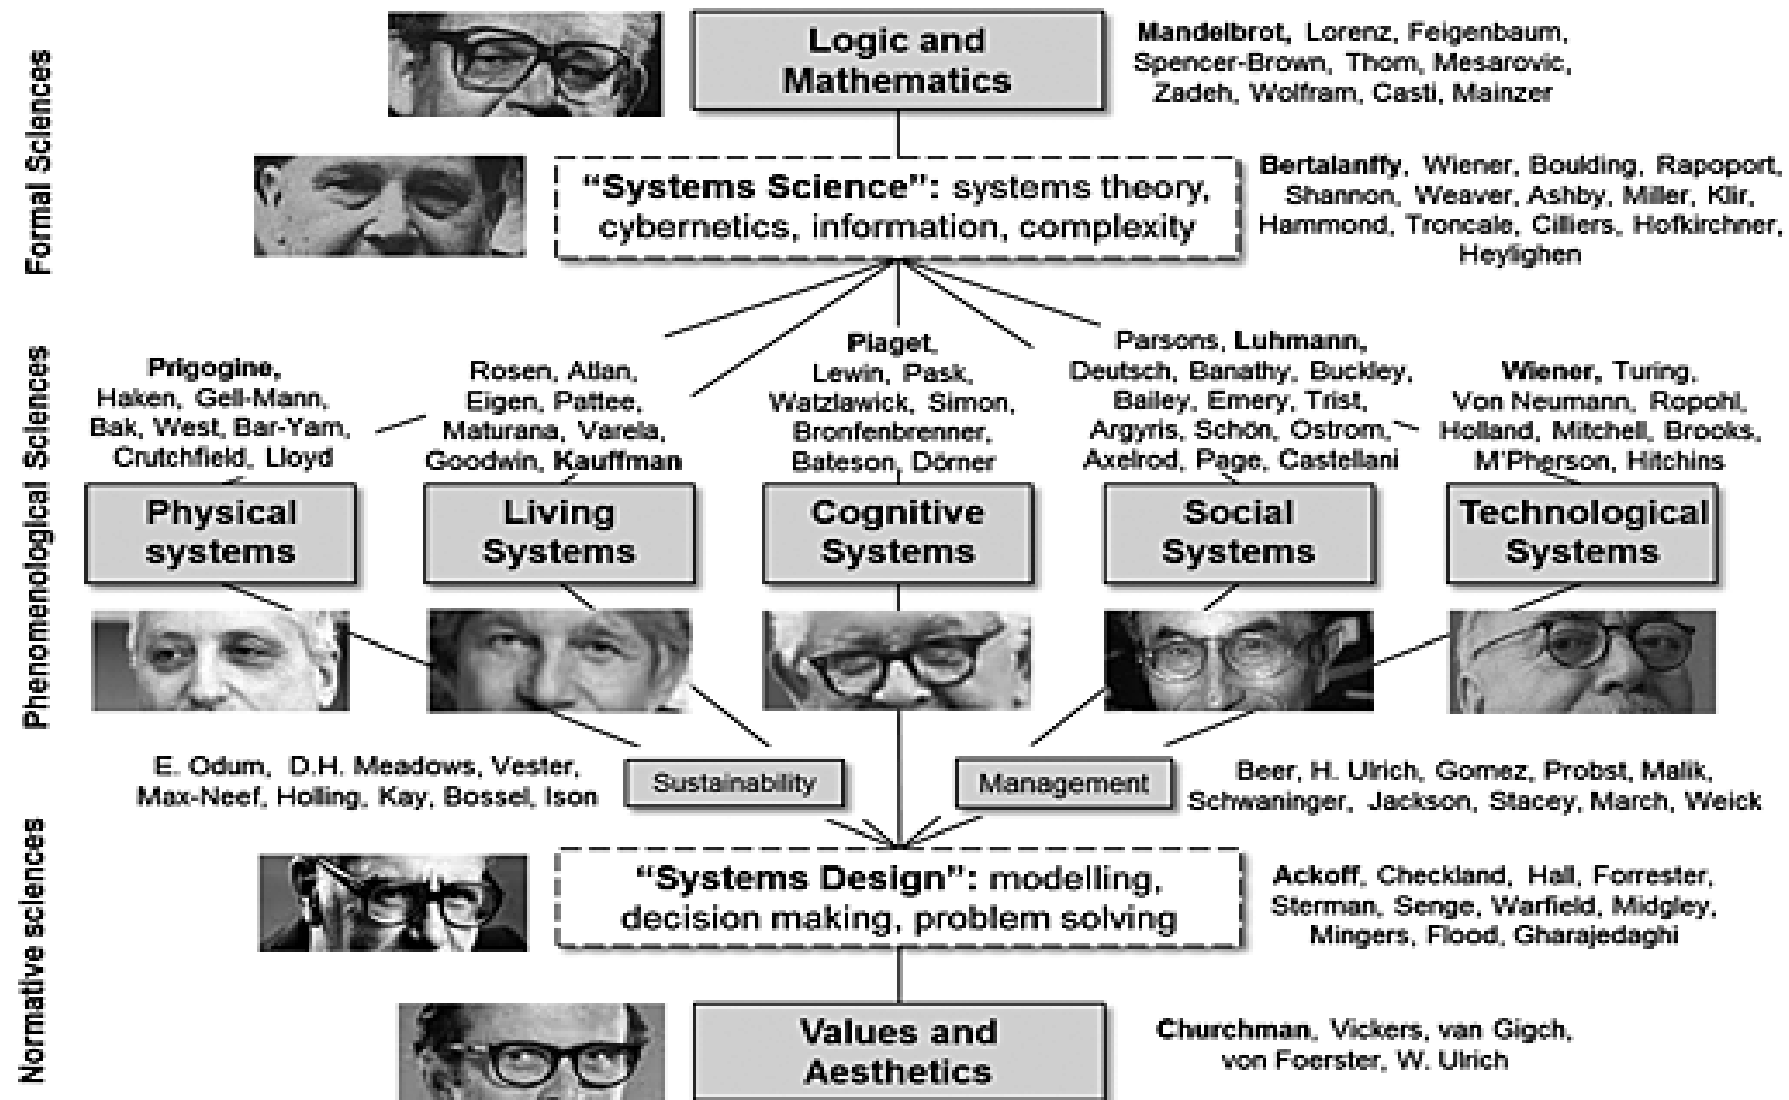 Formal Sciences
Logic and
Mathematics
Mandelbrot, Lorenz, Feigenbaum,
Spencer-Brown, Thom, Mesarovic,
Zadeh, Wolfram, Casti, Mainzer
"Systems Science": systems theory,
cybernetics, information, complexity
Bertalanffy, Wiener, Boulding, Rapoport,
Shannon, Weaver, Ashby, Miller, Klir,
Hammond, Troncale, Cilliers, Hofkirchner,
Heylighen
Phenomenological Sciences
Prigogine,
Haken, Gell-Mann,
Bak, West, Bar-Yam,
Crutchfield, Lloyd
Physical
systems
Rosen, Atlan,
Eigen, Pattee,
Maturana, Varela,
Goodwin, Kauffman
Living
Systems
Piaget,
Lewin, Pask,
Watzlawick, Simon,
Bronfenbrenner,
Bateson, Dörner
Cognitive
Systems
Parsons, Luhmann,
Deutsch, Banathy, Buckley,
Bailey, Emery, Trist,
Argyris, Schön, Ostrom,
Axelrod, Page, Castellani
Social
Systems
Wiener, Turing,
Von Neumann, Ropohl,
Holland, Mitchell, Brooks,
M'Pherson, Hitchins
Technological
Systems
E. Odum, D.H. Meadows, Vester,
Max-Neef, Holling, Kay, Bossel, Ison
Sustainability
Management
Beer, H. Ulrich, Gomez, Probst, Malik,
Schwaninger, Jackson, Stacey, March, Weick
Normative sciences
"Systems Design": modelling,
decision making, problem solving
Ackoff, Checkland, Hall, Forrester,
Sterman, Senge, Warfield, Midgley,
Mingers, Flood, Gharajedaghi
Values and
Aesthetics
Churchman, Vickers, van Gigch,
von Foerster, W. Ulrich